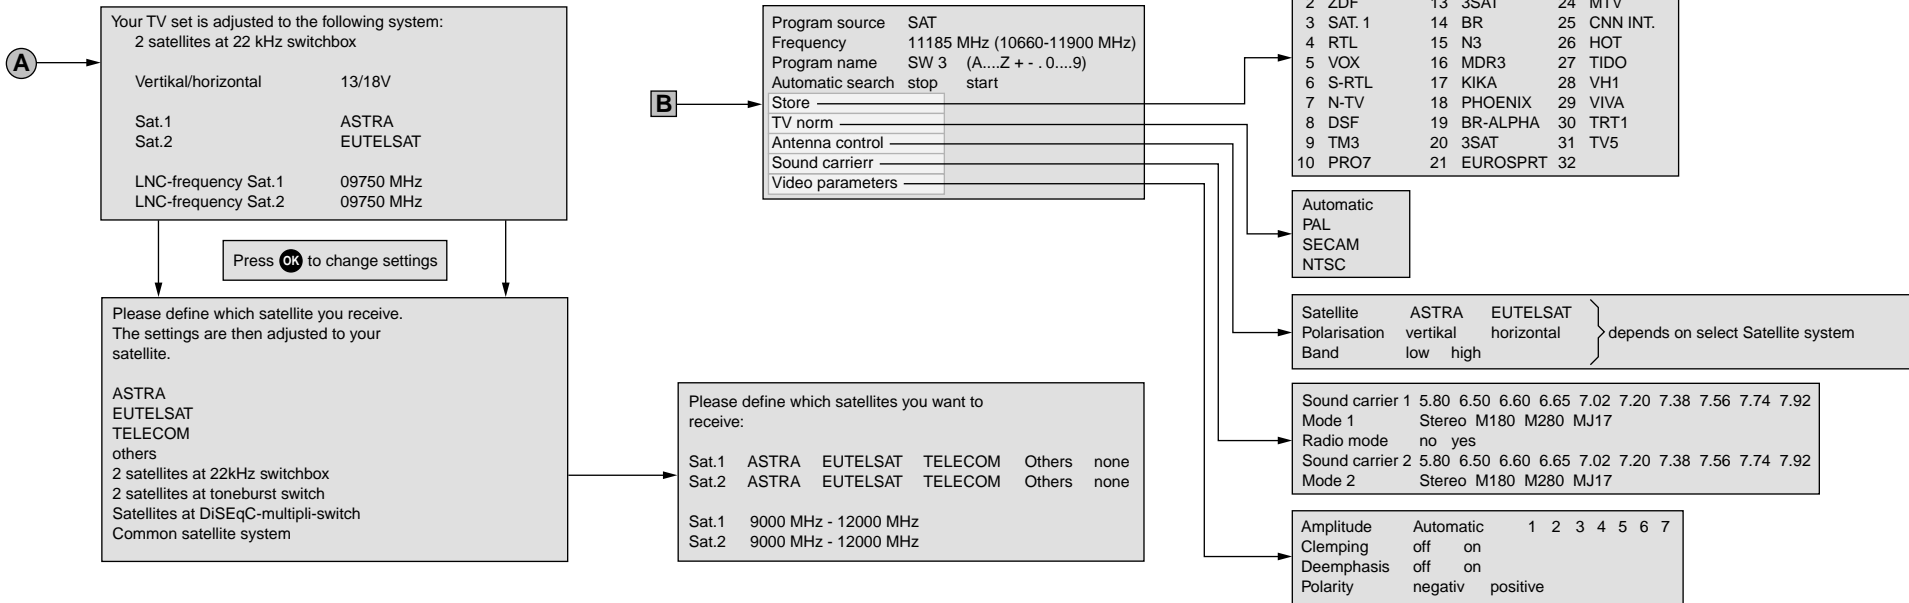 A
Your TV set is adjusted to the following system:
2 satellites at 22 kHz switchbox
Vertikal/horizontal 13/18V
Sat.1 ASTRA
Sat.2 EUTELSAT
LNC-frequency Sat.1 09750 MHz
LNC-frequency Sat.2 09750 MHz
Press OK to change settings
Please define which satellite you receive.
The settings are then adjusted to your
satellite.
ASTRA
EUTELSAT
TELECOM
others
2 satellites at 22kHz switchbox
2 satellites at toneburst switch
Satellites at DiSEqC-multipli-switch
Common satellite system
Please define which satellites you want to
receive:
Sat.1 ASTRA EUTELSAT TELECOM Others none
Sat.2 ASTRA EUTELSAT TELECOM Others none
Sat.1 9000 MHz - 12000 MHz
Sat.2 9000 MHz - 12000 MHz
B
Program source SAT
Frequency 11185 MHz (10660-11900 MHz)
Program name SW 3 (A....Z + - . 0....9)
Automatic search stop start
Store
TV norm
Antenna control
Sound carrierr
Video parameters
2 ZDF 13 3SAT 24 MTV
3 SAT. 1 14 BR 25 CNN INT.
4 RTL 15 N3 26 HOT
5 VOX 16 MDR3 27 TIDO
6 S-RTL 17 KIKA 28 VH1
7 N-TV 18 PHOENIX 29 VIVA
8 DSF 19 BR-ALPHA 30 TRT1
9 TM3 20 3SAT 31 TV5
10 PRO7 21 EUROSPRT 32
Automatic
PAL
SECAM
NTSC
Satellite ASTRA EUTELSAT
Polarisation vertikal horizontal depends on select Satellite system
Band low high
Sound carrier 1 5.80 6.50 6.60 6.65 7.02 7.20 7.38 7.56 7.74 7.92
Mode 1 Stereo M180 M280 MJ17
Radio mode no yes
Sound carrier 2 5.80 6.50 6.60 6.65 7.02 7.20 7.38 7.56 7.74 7.92
Mode 2 Stereo M180 M280 MJ17
Amplitude Automatic 1 2 3 4 5 6 7
Clemping off on
Deemphasis off on
Polarity negativ positive